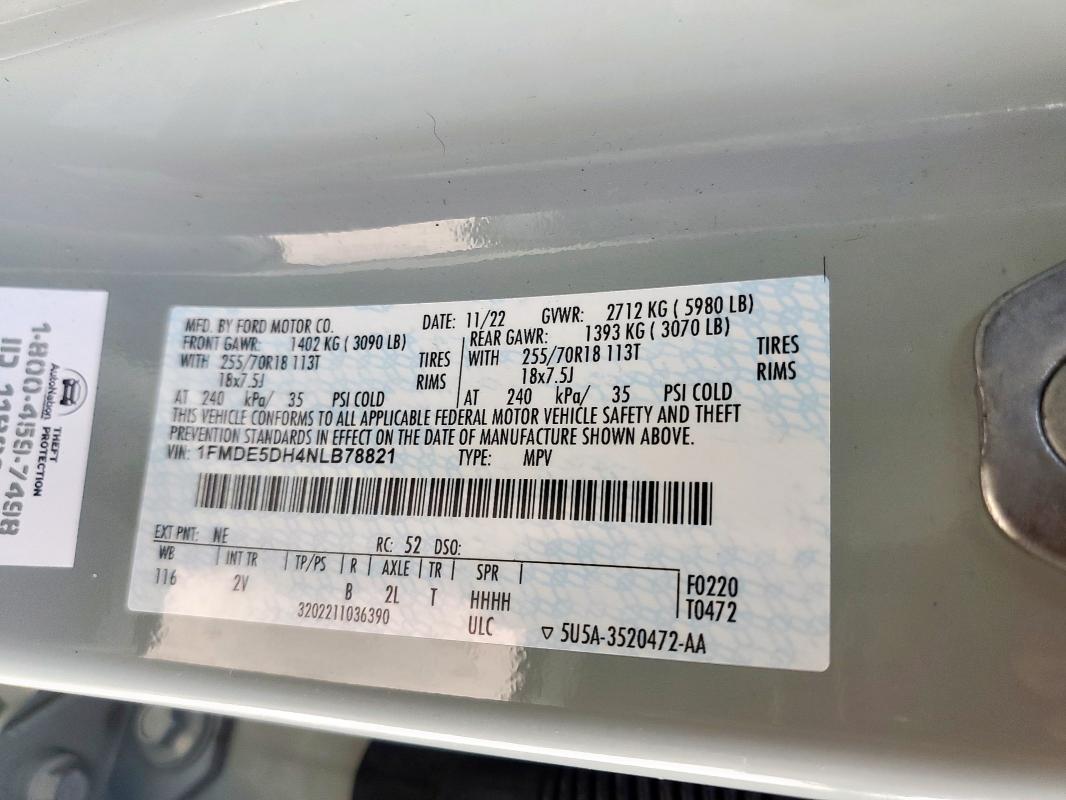 MFD. BY FORD MOTOR CO.
DATE: 11/22 GVWR: 2712 KG ( 5980 LB)
FRONT GAWR: 1402 KG ( 3090 LB) REAR GAWR: 1393 KG ( 3070 LB)
WITH 255/70R18 113T TIRES WITH 255/70R18 113T TIRES
18x7.5J RIMS 18x7.5J RIMS
AT 240 kPa/ 35 PSI COLD AT 240 kPa/ 35 PSI COLD
THIS VEHICLE CONFORMS TO ALL APPLICABLE FEDERAL MOTOR VEHICLE SAFETY AND THEFT
PREVENTION STANDARDS IN EFFECT ON THE DATE OF MANUFACTURE SHOWN ABOVE.
VIN: 1FMDE5DH4NLB78821 TYPE: MPV
EXT PNT: NE RC: 52 DSO:
WB INT TR TP/PS R AXLE TR SPR
116 2V B 2L T HHHH
F0220
T0472
3202211036390 ULC
▽ 5U5A-3520472-AA
AutoNation
THEFT
PROTECTION
1-800-459-7498